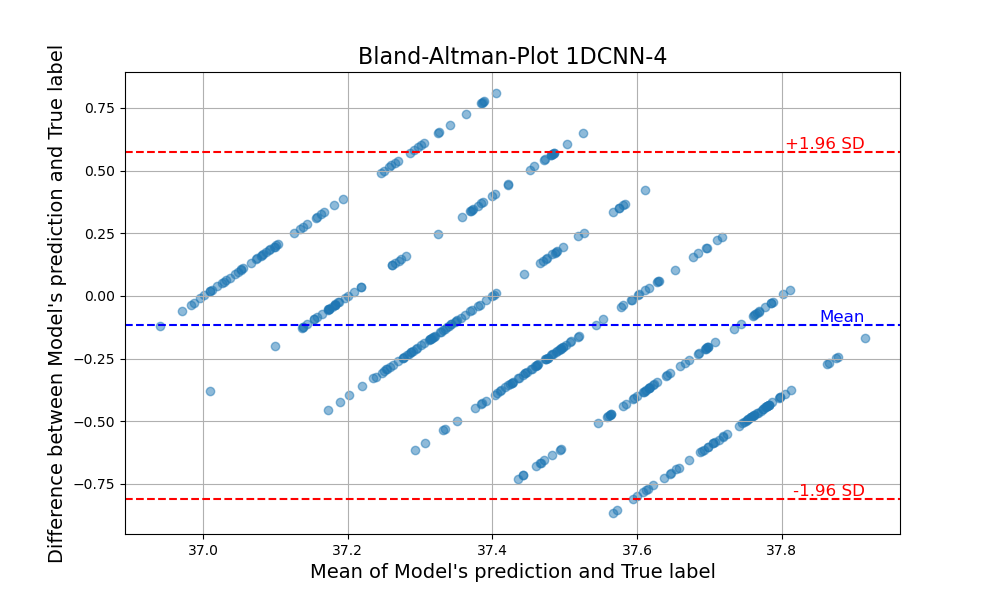 Bland-Altman-Plot 1DCNN-4
Difference between Model's prediction and True label
0.75
0.50
0.25
0.00
−0.25
−0.50
−0.75
+1.96 SD
Mean
-1.96 SD
37.0
37.2
37.4
37.6
37.8
Mean of Model's prediction and True label